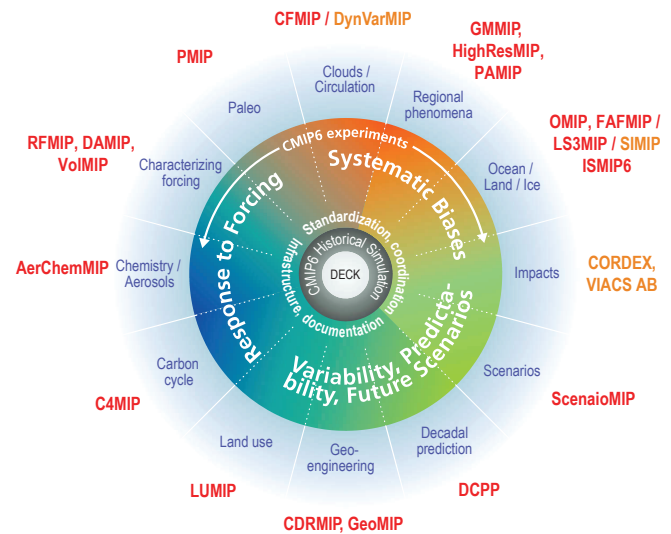 CFMIP / DynVarMIP
GMMIP,
HighResMIP,
PAMIP
PMIP
Clouds /
Circulation
Regional
phenomena
Paleo
OMIP, FAFMIP /
LS3MIP / SIMIP
ISMIP6
RFMIP, DAMIP,
VolMIP
Characterizing
forcing
Ocean /
Land / Ice
CMIP6 experiments
Systematic Biases
Response to Forcing
Standardization, coordination
Infrastructure, documentation
CMIP6 Historical Simulation
DECK
AerChemMIP
Chemistry /
Aerosols
Impacts
CORDEX,
VIACS AB
Variability, Predicta-
bility, Future Scenarios
Carbon
cycle
Scenarios
C4MIP
ScenaioMIP
Land use
Geo-
engineering
Decadal
prediction
LUMIP
DCPP
CDRMIP, GeoMIP